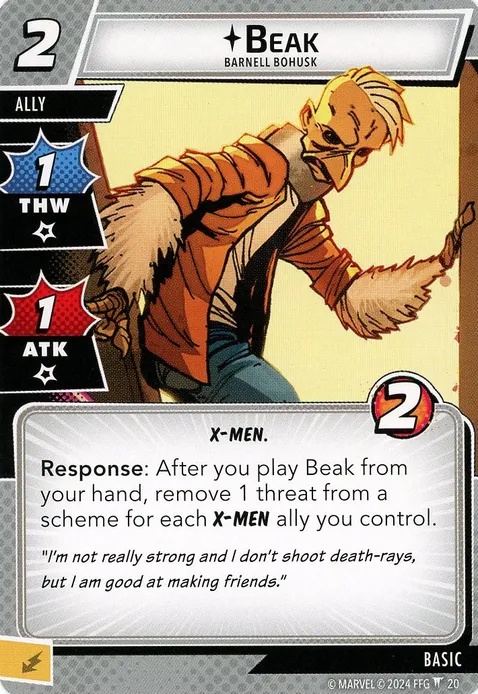 2
BEAK
BARNELL BOHUSK
ALLY
1
THW
1
ATK
2
X-MEN.
Response: After you play Beak from
your hand, remove 1 threat from a
scheme for each X-MEN ally you control.
"I'm not really strong and I don't shoot death-rays,
but I am good at making friends."
BASIC
© MARVEL © 2024 FFG 20